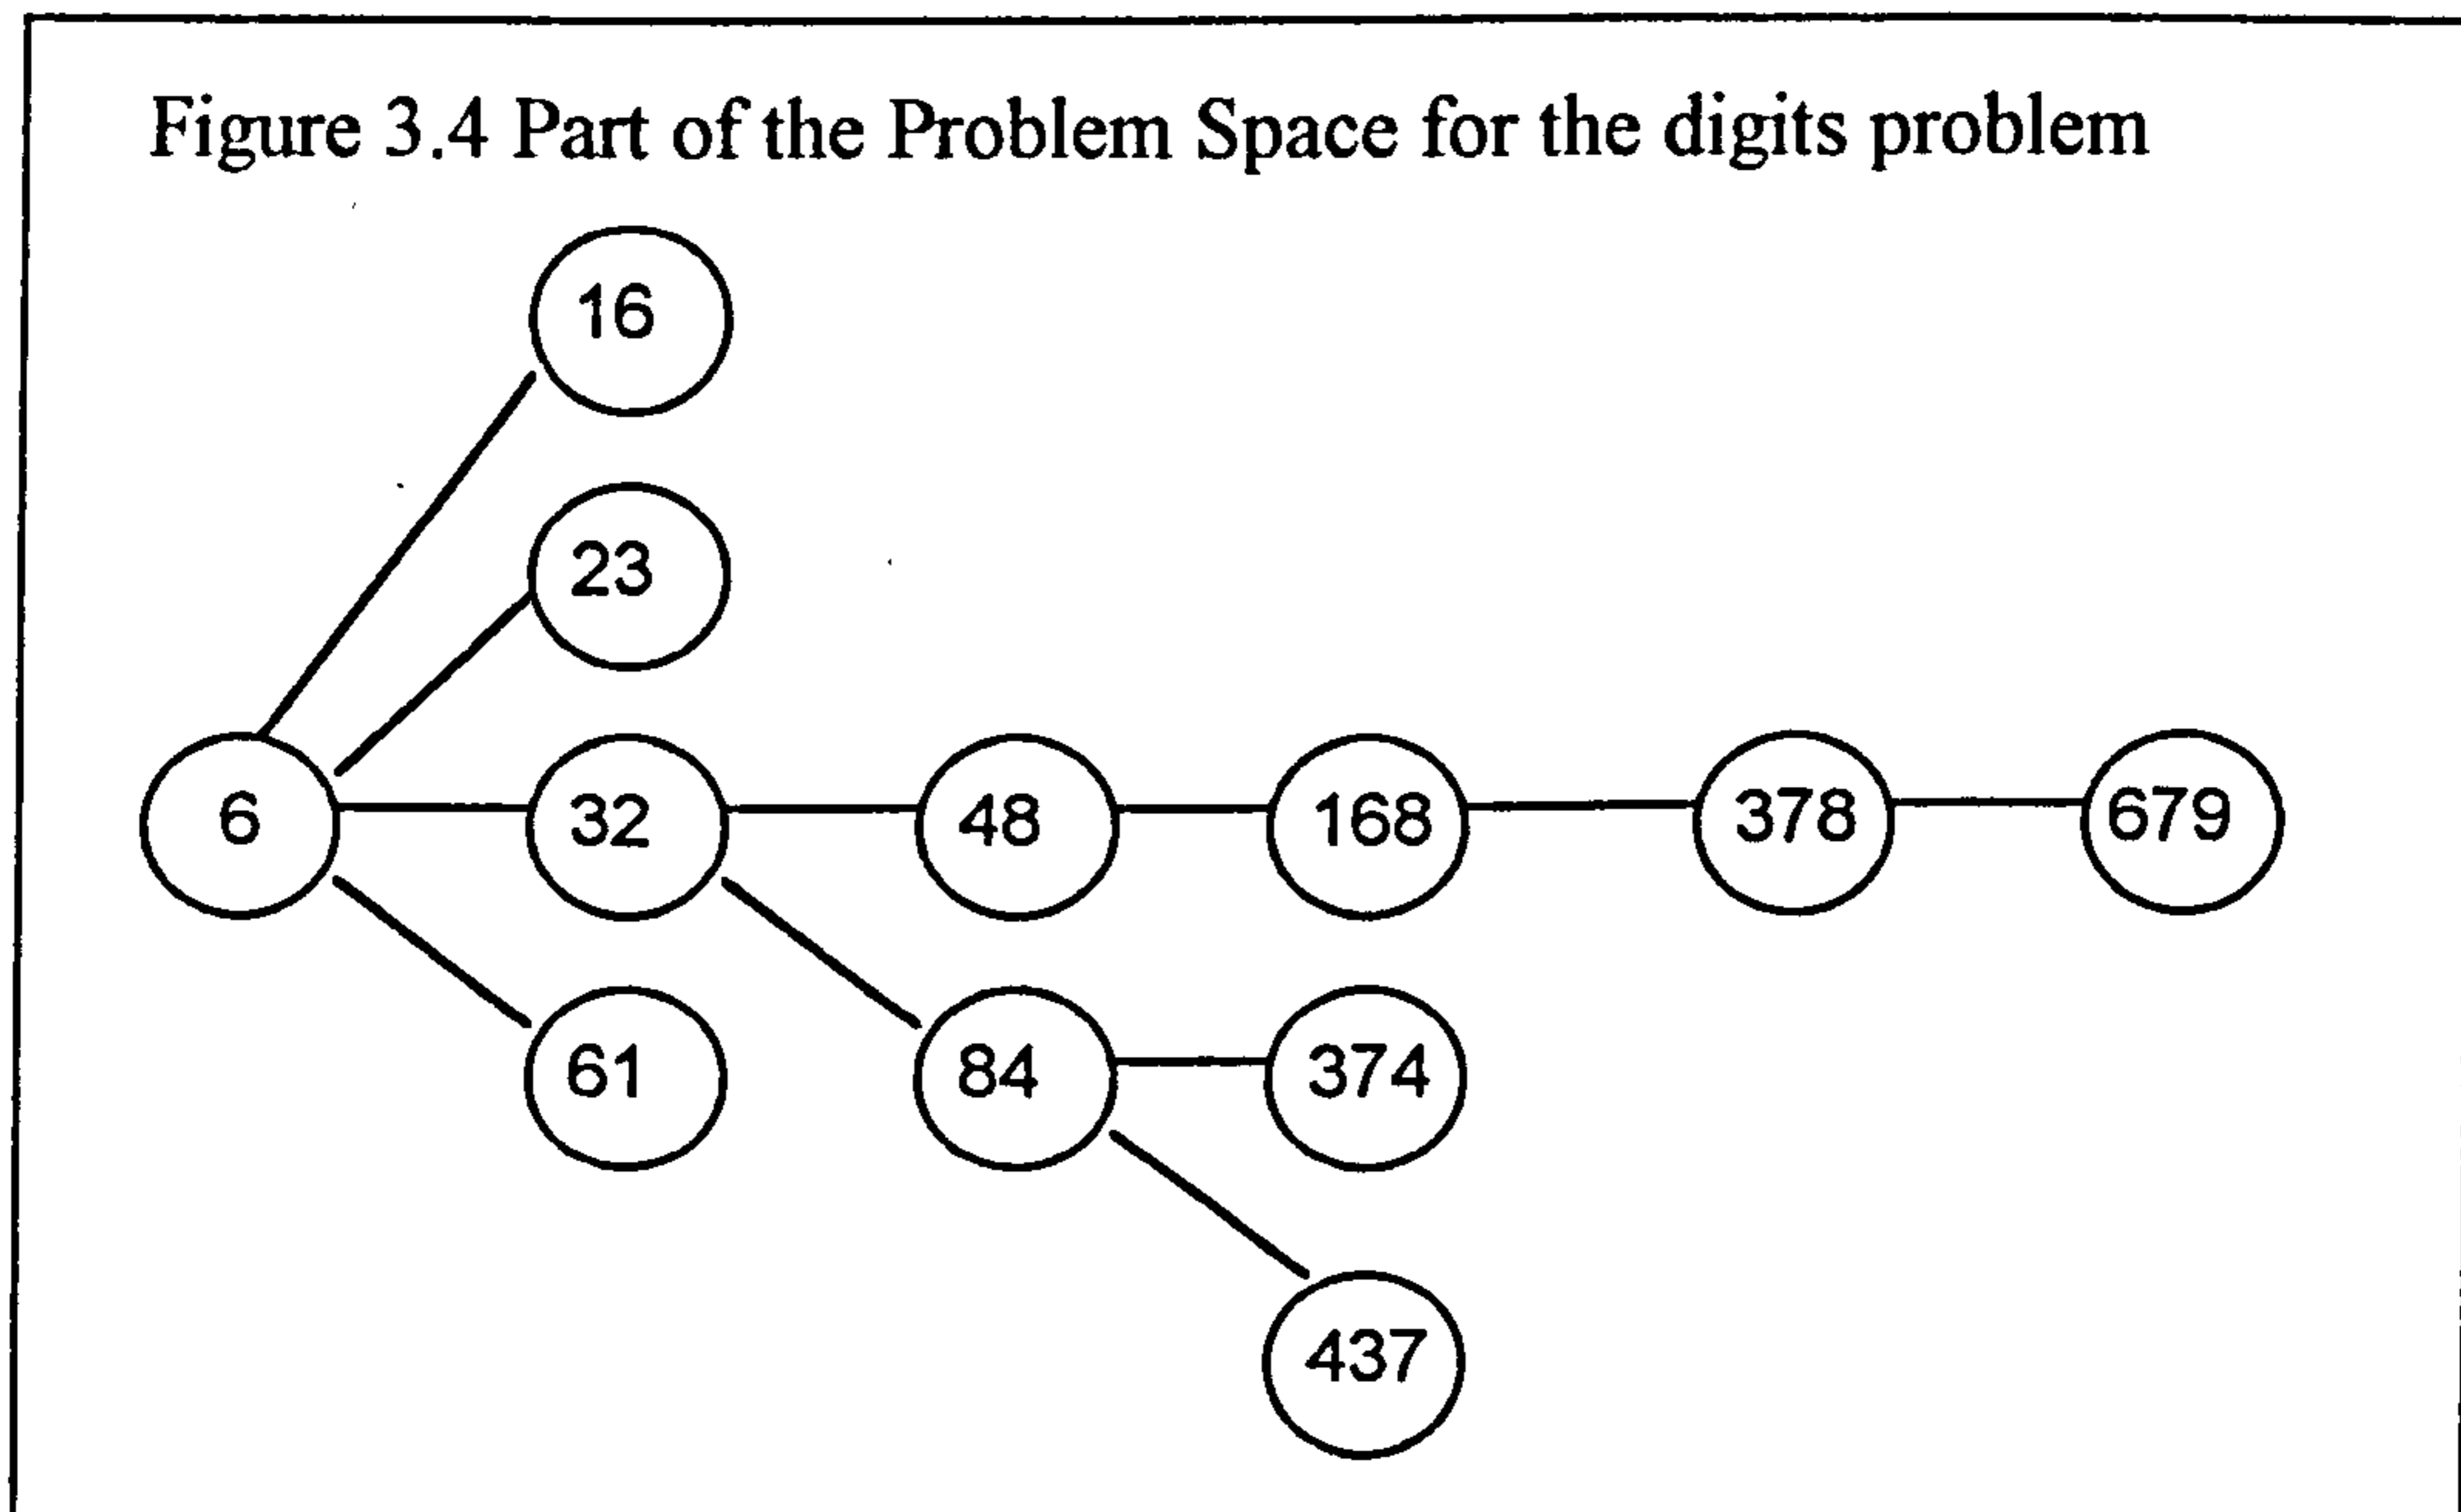 Figure 3.4 Part of the Problem Space for the digits problem
16
23
6 32 48 168 378 679
61 84 374
437